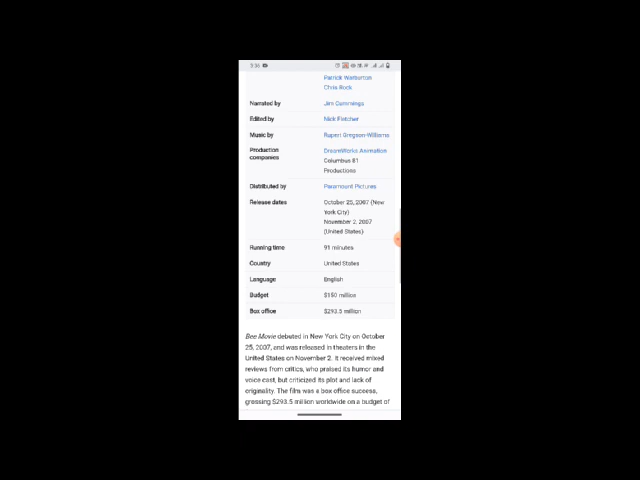 3:36
Patrick Warburton
Chris Rock
Narrated by Jim Cummings
Edited by Nick Fletcher
Music by Rupert Gregson-Williams
Production DreamWorks Animation
companies Columbus 81
Productions
Distributed by Paramount Pictures
Release dates October 25, 2007 (New
York City)
November 2, 2007
(United States)
Running time 91 minutes
Country United States
Language English
Budget $150 million
Box office $293.5 million
Bee Movie debuted in New York City on October
25, 2007, and was released in theaters in the
United States on November 2. It received mixed
reviews from critics, who praised its humor and
voice cast, but criticized its plot and lack of
originality. The film was a box office success,
grossing $293.5 million worldwide on a budget of